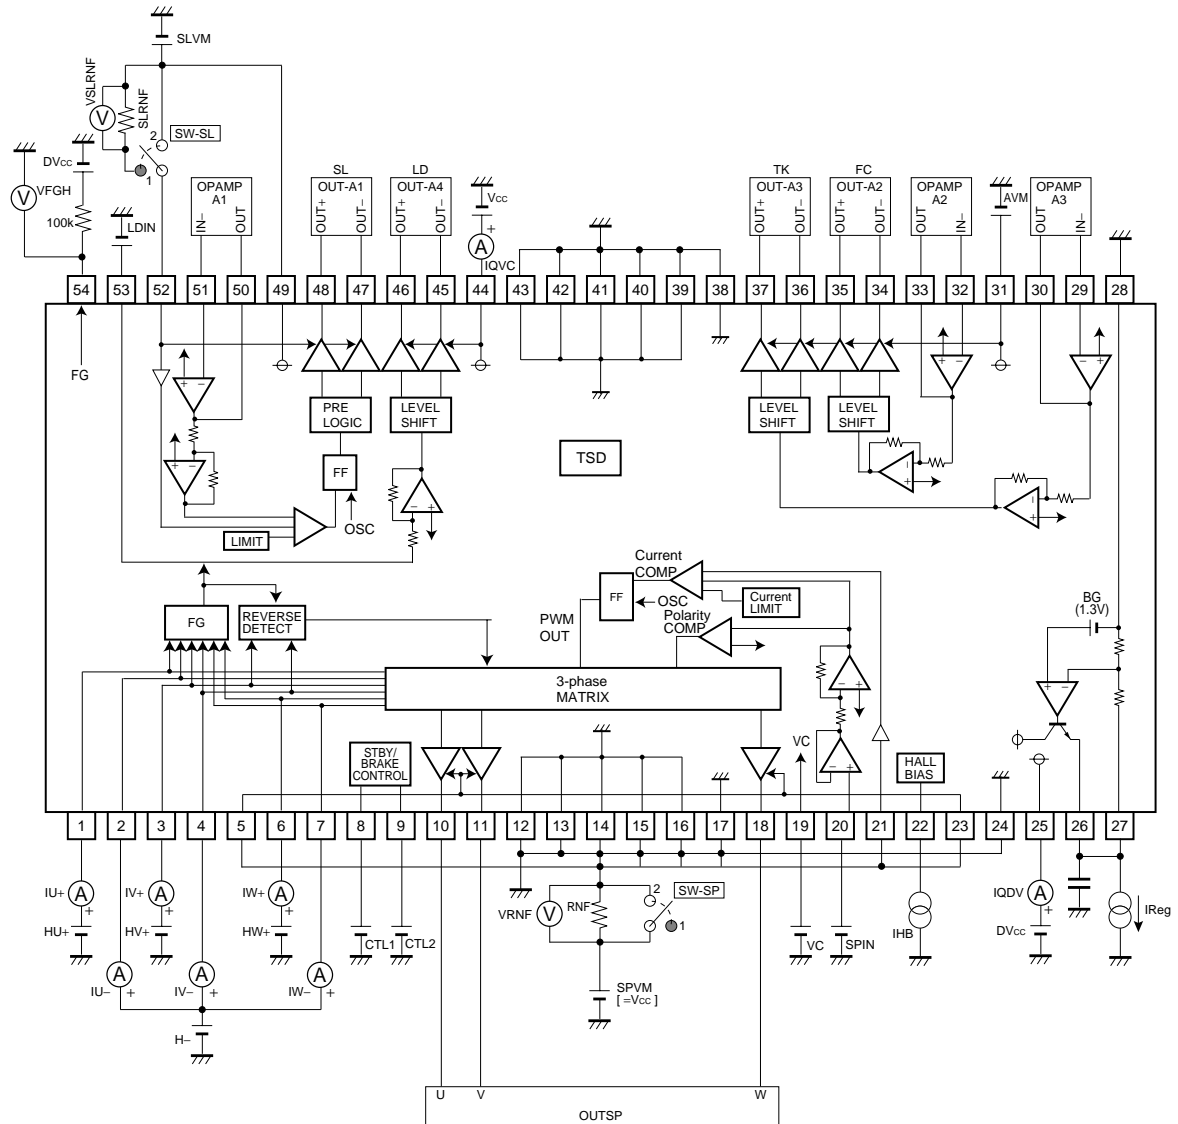 SLVM
VSLRNF
V
SLRNF
2
SW-SL
1
DVcc
V
VFGH
100k
LDIN
OPAMP
A1
IN−
OUT
SL
OUT-A1
OUT+
OUT−
LD
OUT-A4
OUT+
OUT−
Vcc
+
A
IQVC
TK
OUT-A3
OUT+
OUT−
FC
OUT-A2
OUT+
OUT−
OPAMP
A2
OUT
IN−
AVM
OPAMP
A3
OUT
IN−
54
53
52
51
50
49
48
47
46
45
44
43
42
41
40
39
38
37
36
35
34
33
32
31
30
29
28
FG
+ −
+ −
PRE
LOGIC
LEVEL
SHIFT
FF
OSC
LIMIT
− +
TSD
LEVEL
SHIFT
LEVEL
SHIFT
+ −
+ −
−
+
−
+
Current
COMP
FF
OSC
Current
LIMIT
PWM
OUT
Polarity
COMP
BG
(1.3V)
FG
REVERSE
DETECT
3-phase
MATRIX
− +
− +
+ −
STBY/
BRAKE
CONTROL
VC
HALL
BIAS
1
2
3
4
5
6
7
8
9
10
11
12
13
14
15
16
17
18
19
20
21
22
23
24
25
26
27
IU+
A
+
HU+
IV+
A
+
HV+
IW+
A
+
HW+
CTL1
CTL2
VRNF
V
RNF
2
SW-SP
1
VC
SPIN
IHB
IQDV
A
+
DVcc
IReg
A
IU−
+
A
IV−
+
A
IW−
+
H−
SPVM
[ =Vcc ]
U
V
W
OUTSP